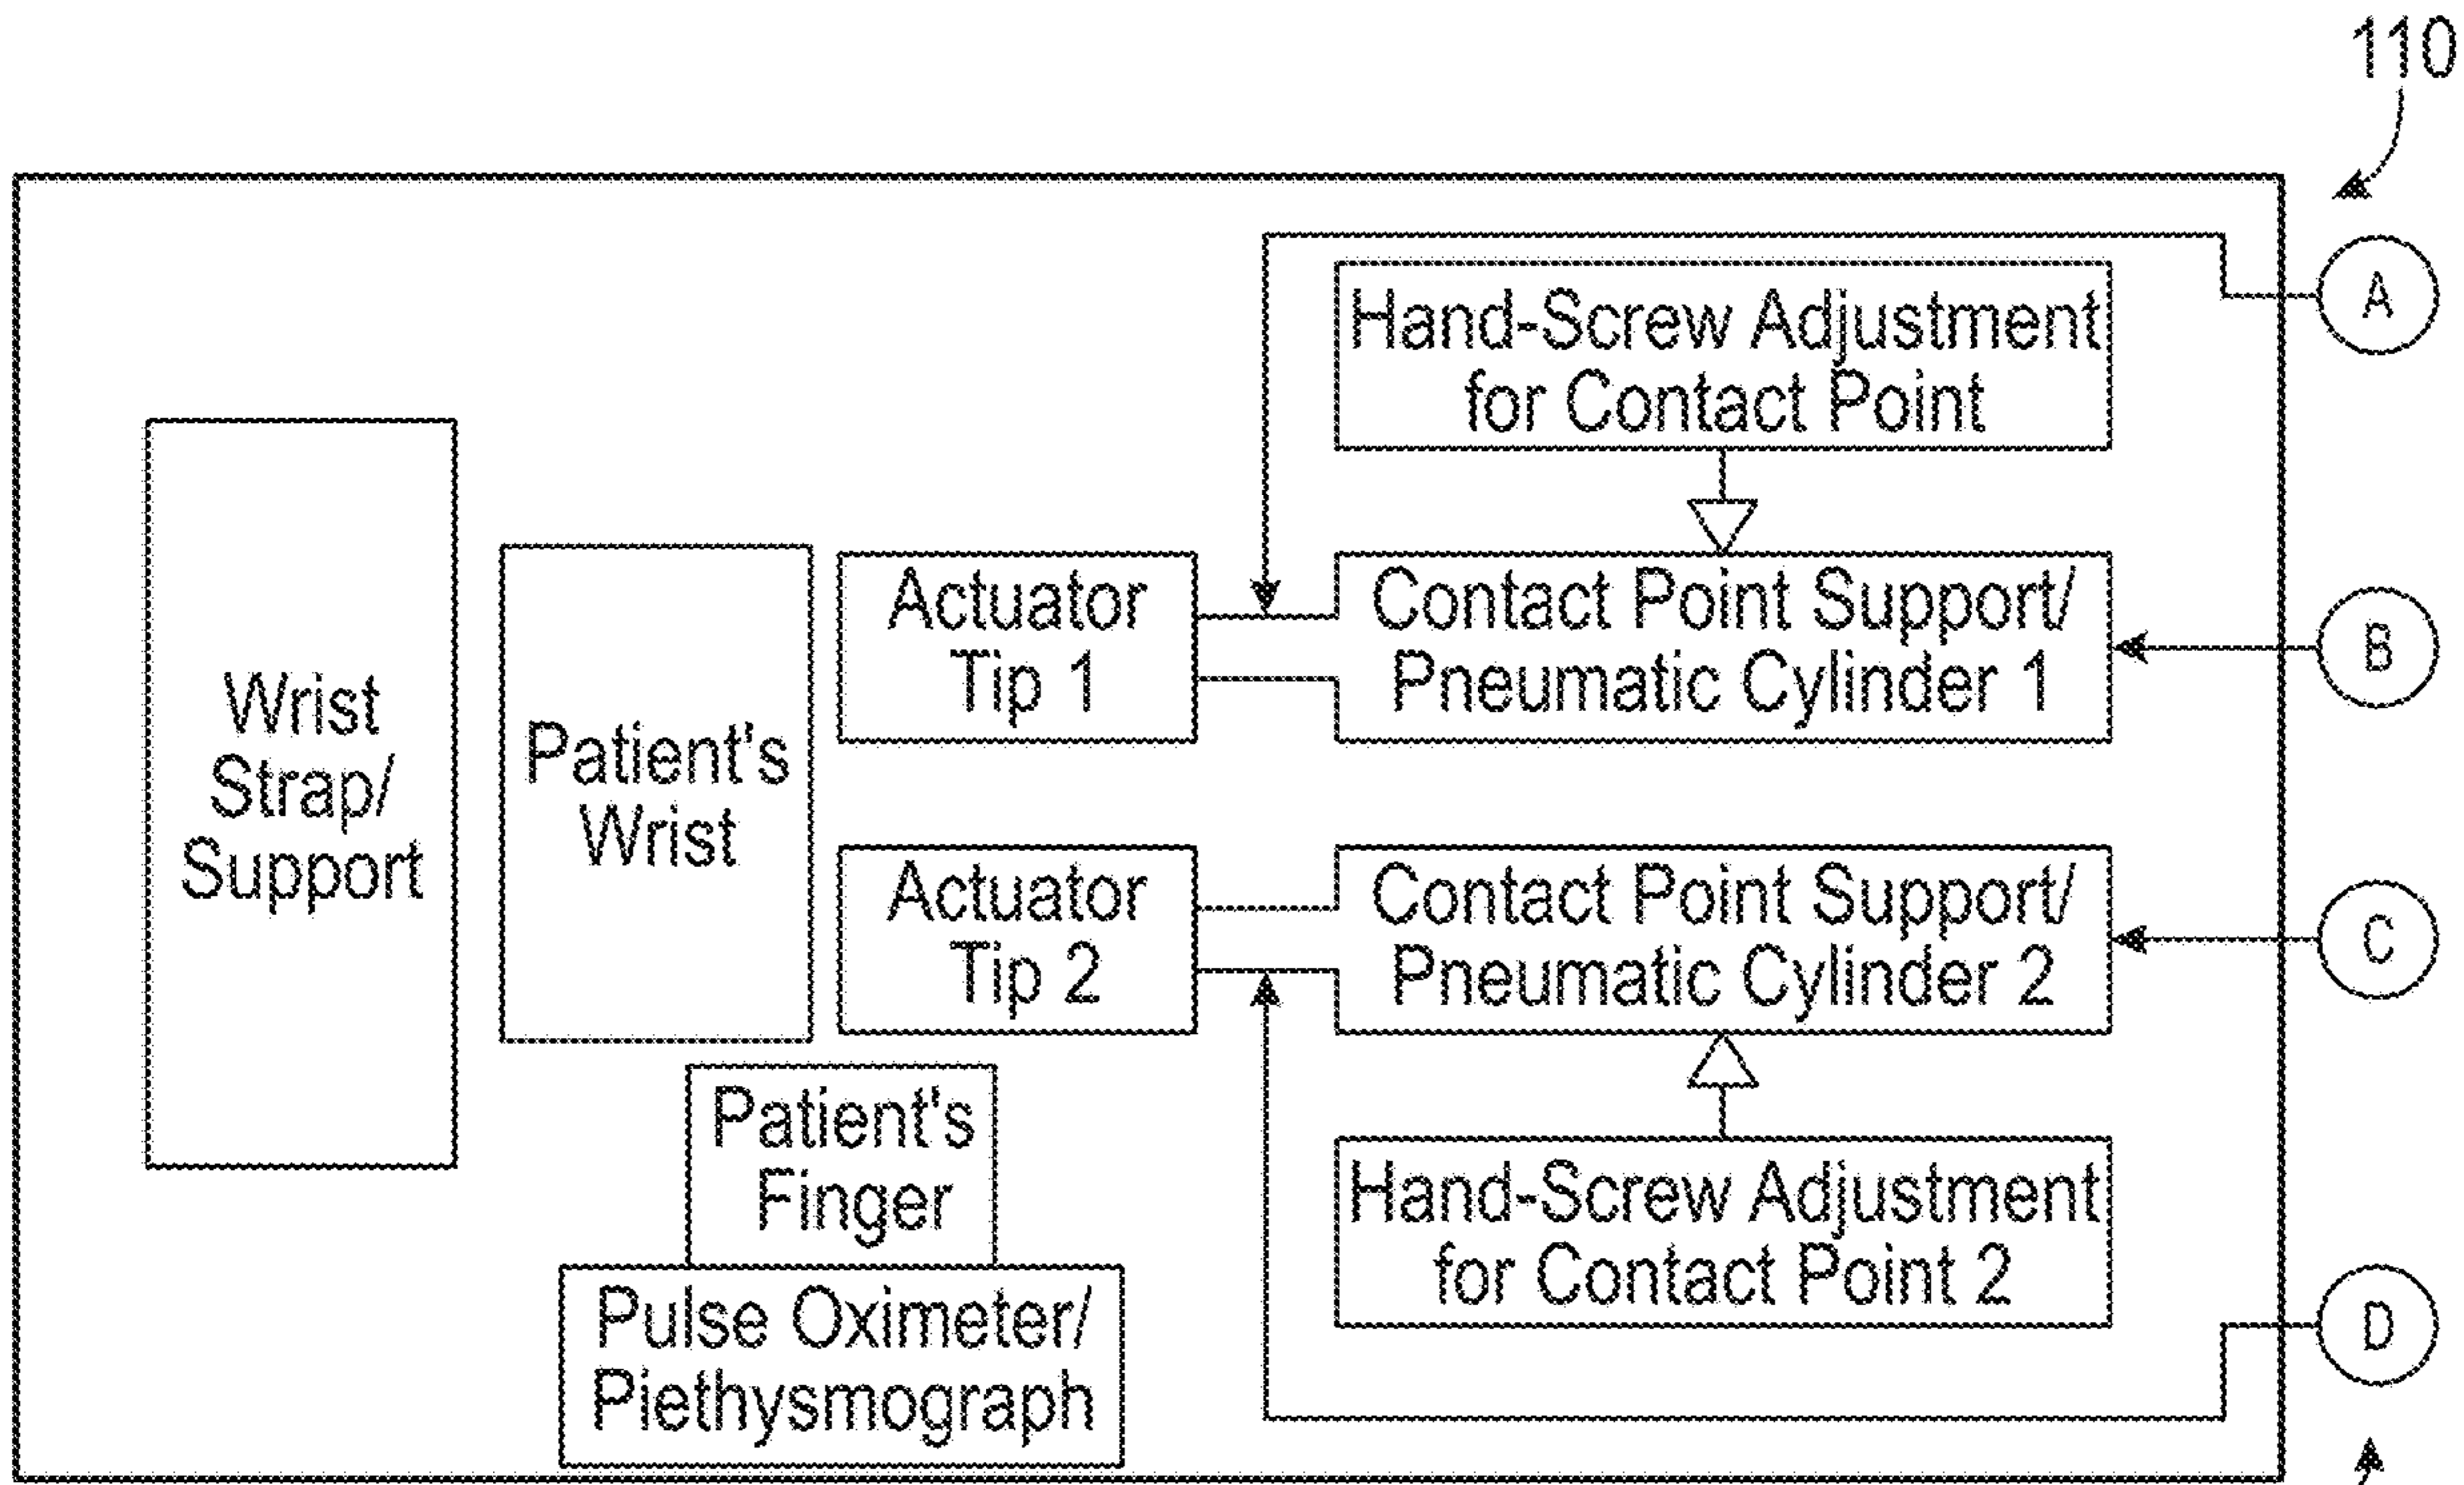 110
A
Hand-Screw Adjustment
for Contact Point
Actuator
Tip 1
Contact Point Support/
Pneumatic Cylinder 1
B
Wrist
Strap/
Support
Patient's
Wrist
Actuator
Tip 2
Contact Point Support/
Pneumatic Cylinder 2
C
Patient's
Finger
Hand-Screw Adjustment
for Contact Point 2
Pulse Oximeter/
Plethysmograph
D